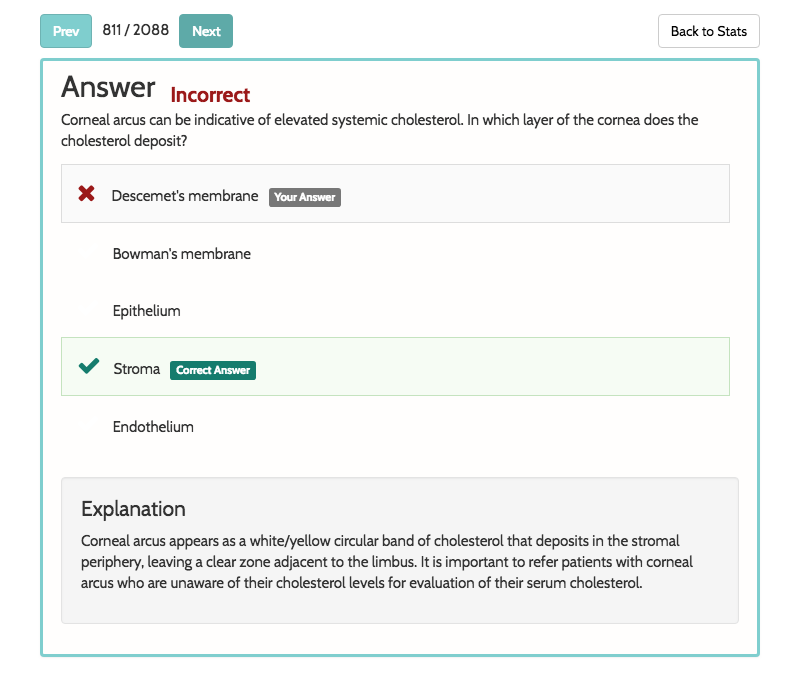 Prev 811 / 2088 Next Back to Stats
Answer Incorrect
Corneal arcus can be indicative of elevated systemic cholesterol. In which layer of the cornea does the
cholesterol deposit?
Descemet's membrane Your Answer
Bowman's membrane
Epithelium
Stroma Correct Answer
Endothelium
Explanation
Corneal arcus appears as a white/yellow circular band of cholesterol that deposits in the stromal
periphery, leaving a clear zone adjacent to the limbus. It is important to refer patients with corneal
arcus who are unaware of their cholesterol levels for evaluation of their serum cholesterol.